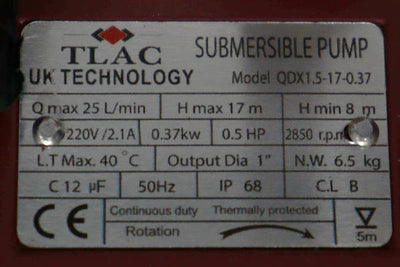 TLAC
UK TECHNOLOGY
SUBMERSIBLE PUMP
Model QDX1.5-17-0.37
Q max 25 L/min H max 17 m H min 8 m
220V/2.1A 0.37kw 0.5 HP 2850 r.p.m
L.T Max. 40 °C Output Dia 1" N.W. 6.5 kg
C 12 µF 50Hz IP 68 C.L B
CE Continuous duty Thermally protected
Rotation 5m